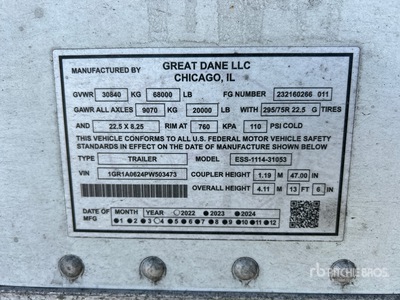 MANUFACTURED BY GREAT DANE LLC
CHICAGO, IL
GVWR 30840 KG 68000 LB FG NUMBER 232160266 011
GAWR ALL AXLES 9070 KG 20000 LB WITH 295/75R 22.5 G TIRES
AND 22.5 X 8.25 RIM AT 760 KPA 110 PSI COLD
THIS VEHICLE CONFORMS TO ALL U.S. FEDERAL MOTOR VEHICLE SAFETY
STANDARDS IN EFFECT ON THE DATE OF MANUFACTURE SHOWN BELOW
TYPE TRAILER MODEL ESS-1114-31053
VIN 1GR1A0624PW503473 COUPLER HEIGHT 1.19 M 47.00 IN
OVERALL HEIGHT 4.11 M 13 FT 6 IN
DATE OF MFG MONTH YEAR 2022 2023 2024
1 2 3 4 5 6 7 8 9 10 11 12
rb RITCHIE BROS.